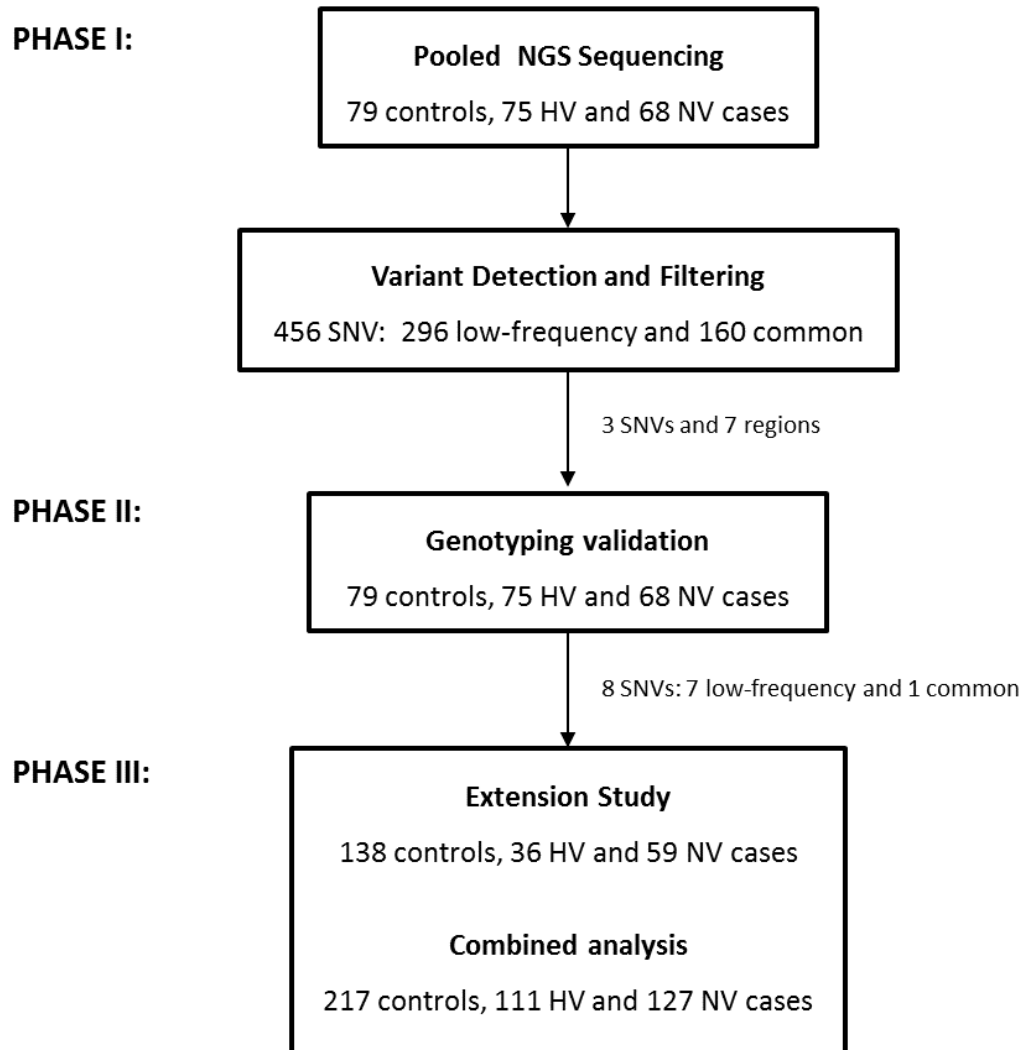 PHASE I:
Pooled NGS Sequencing
79 controls, 75 HV and 68 NV cases
Variant Detection and Filtering
456 SNV: 296 low-frequency and 160 common
3 SNVs and 7 regions
PHASE II:
Genotyping validation
79 controls, 75 HV and 68 NV cases
8 SNVs: 7 low-frequency and 1 common
PHASE III:
Extension Study
138 controls, 36 HV and 59 NV cases
Combined analysis
217 controls, 111 HV and 127 NV cases